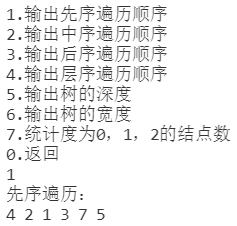 1.输出先序遍历顺序
2.输出中序遍历顺序
3.输出后序遍历顺序
4.输出层序遍历顺序
5.输出树的深度
6.输出树的宽度
7.统计度为0，1，2的结点数
0.返回
1
先序遍历：
4 2 1 3 7 5